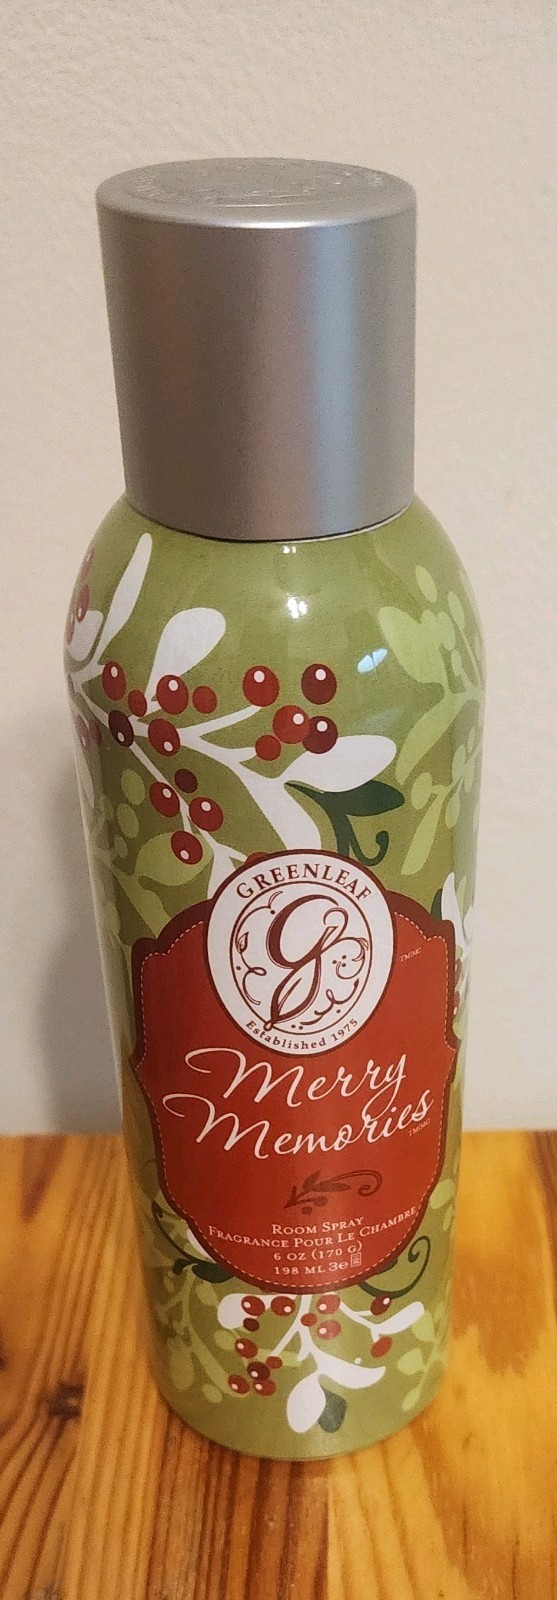 GREENLEAF
g
Established 1975
TM/MC
Merry
Memories
TM/MC
ROOM SPRAY
FRAGRANCE POUR LE CHAMBRE
6 OZ (170 G)
198 ML 3e